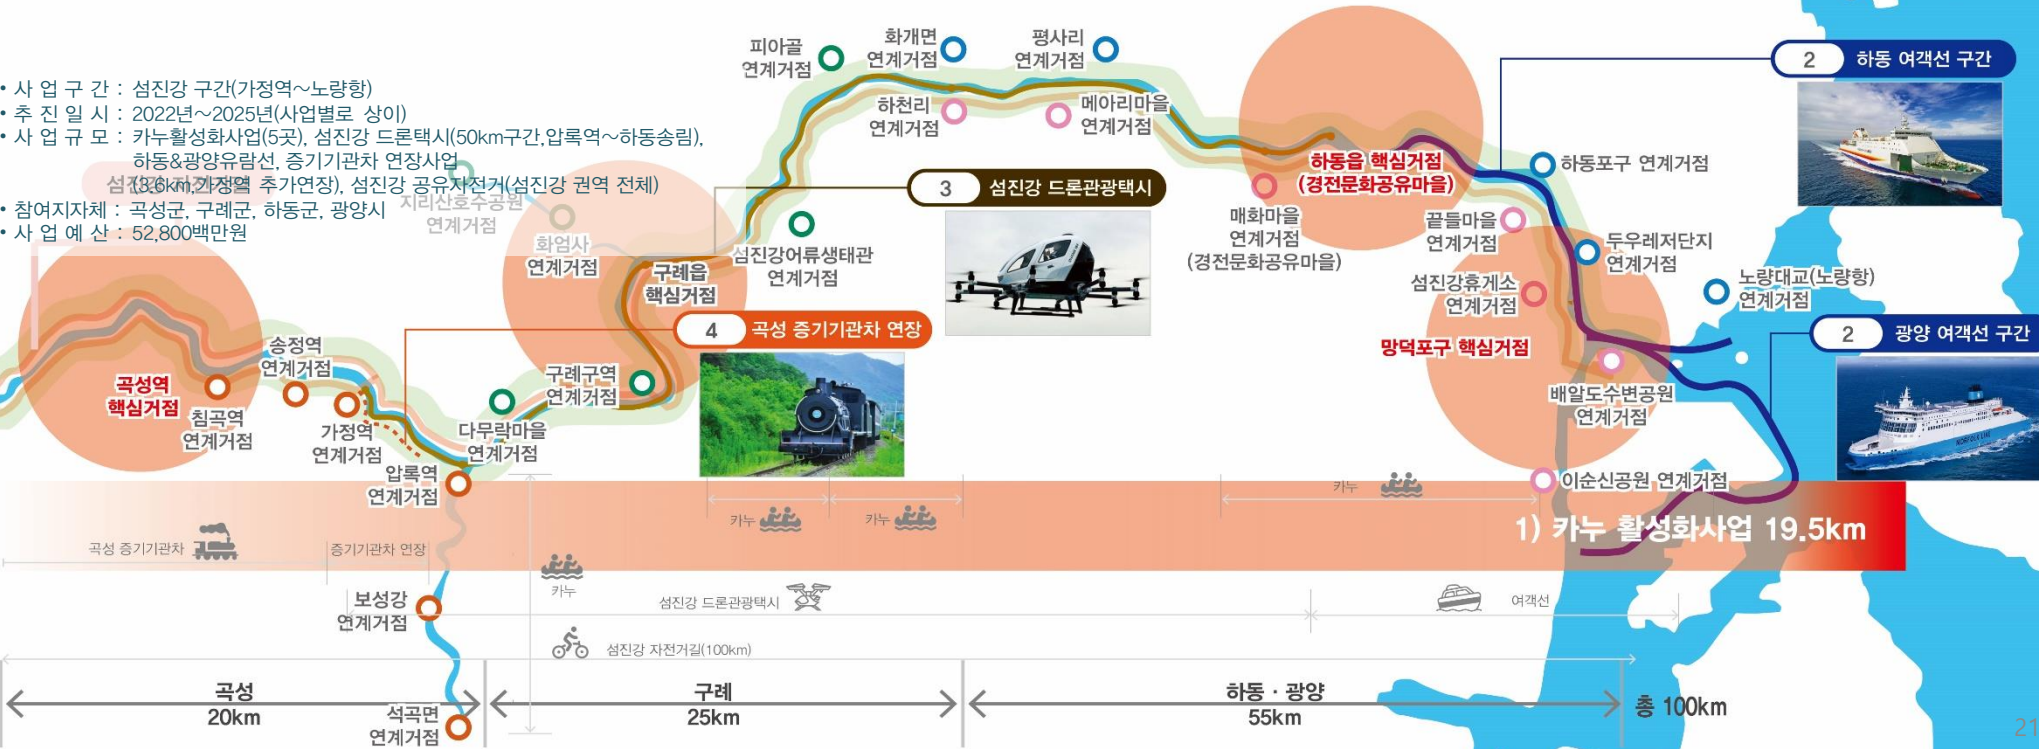 • 사 업 구 간 : 섬진강 구간(가정역~노량항)
• 추 진 일 시 : 2022년~2025년(사업별로 상이)
• 사 업 규 모 : 카누활성화사업(5곳), 섬진강 드론택시(50km구간,압록역~하동송림),
하동&광양유람선, 증기기관차 연장사업
(3.6km,가정역 추가연장), 섬진강 공유자전거(섬진강 권역 전체)
• 참여지자체 : 곡성군, 구례군, 하동군, 광양시
• 사 업 예 산 : 52,800백만원
지리산호수공원
연계거점
화엄사
연계거점
피아골
연계거점
화개면
연계거점
평사리
연계거점
하천리
연계거점
메아리마을
연계거점
2 하동 여객선 구간
3 섬진강 드론관광택시
하동읍 핵심거점
(경전문화공유마을)
하동포구 연계거점
매화마을
연계거점
(경전문화공유마을)
끝들마을
연계거점
두우레저단지
연계거점
섬진강어류생태관
연계거점
구례읍
핵심거점
섬진강휴게소
연계거점
노량대교(노량항)
연계거점
4 곡성 증기기관차 연장
2 광양 여객선 구간
망덕포구 핵심거점
송정역
연계거점
곡성역
핵심거점
침곡역
연계거점
가정역
연계거점
구례구역
연계거점
다무락마을
연계거점
압록역
연계거점
배알도수변공원
연계거점
NORFOLKLINE
이순신공원 연계거점
카누
카누
카누
1) 카누 활성화사업 19.5km
곡성 증기기관차
증기기관차 연장
카누
보성강
연계거점
섬진강 드론관광택시
여객선
섬진강 자전거길(100km)
곡성
20km
구례
25km
하동 · 광양
55km
총 100km
석곡면
연계거점
21